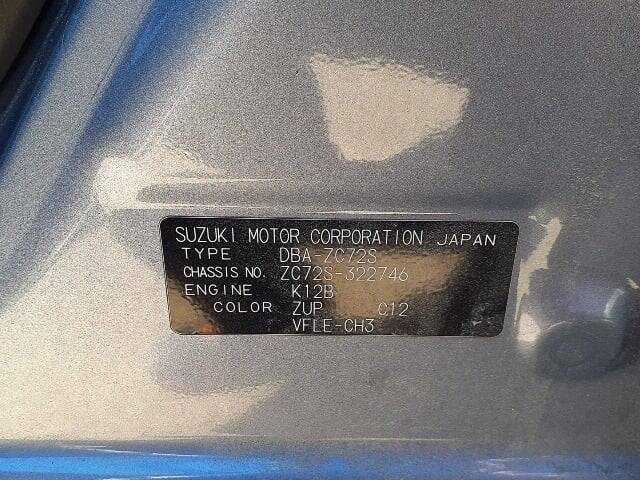 SUZUKI MOTOR CORPORATION JAPAN
TYPE DBA-ZC72S
CHASSIS NO. ZC72S-322746
ENGINE K12B
COLOR ZUP C12
VFLE-CH3